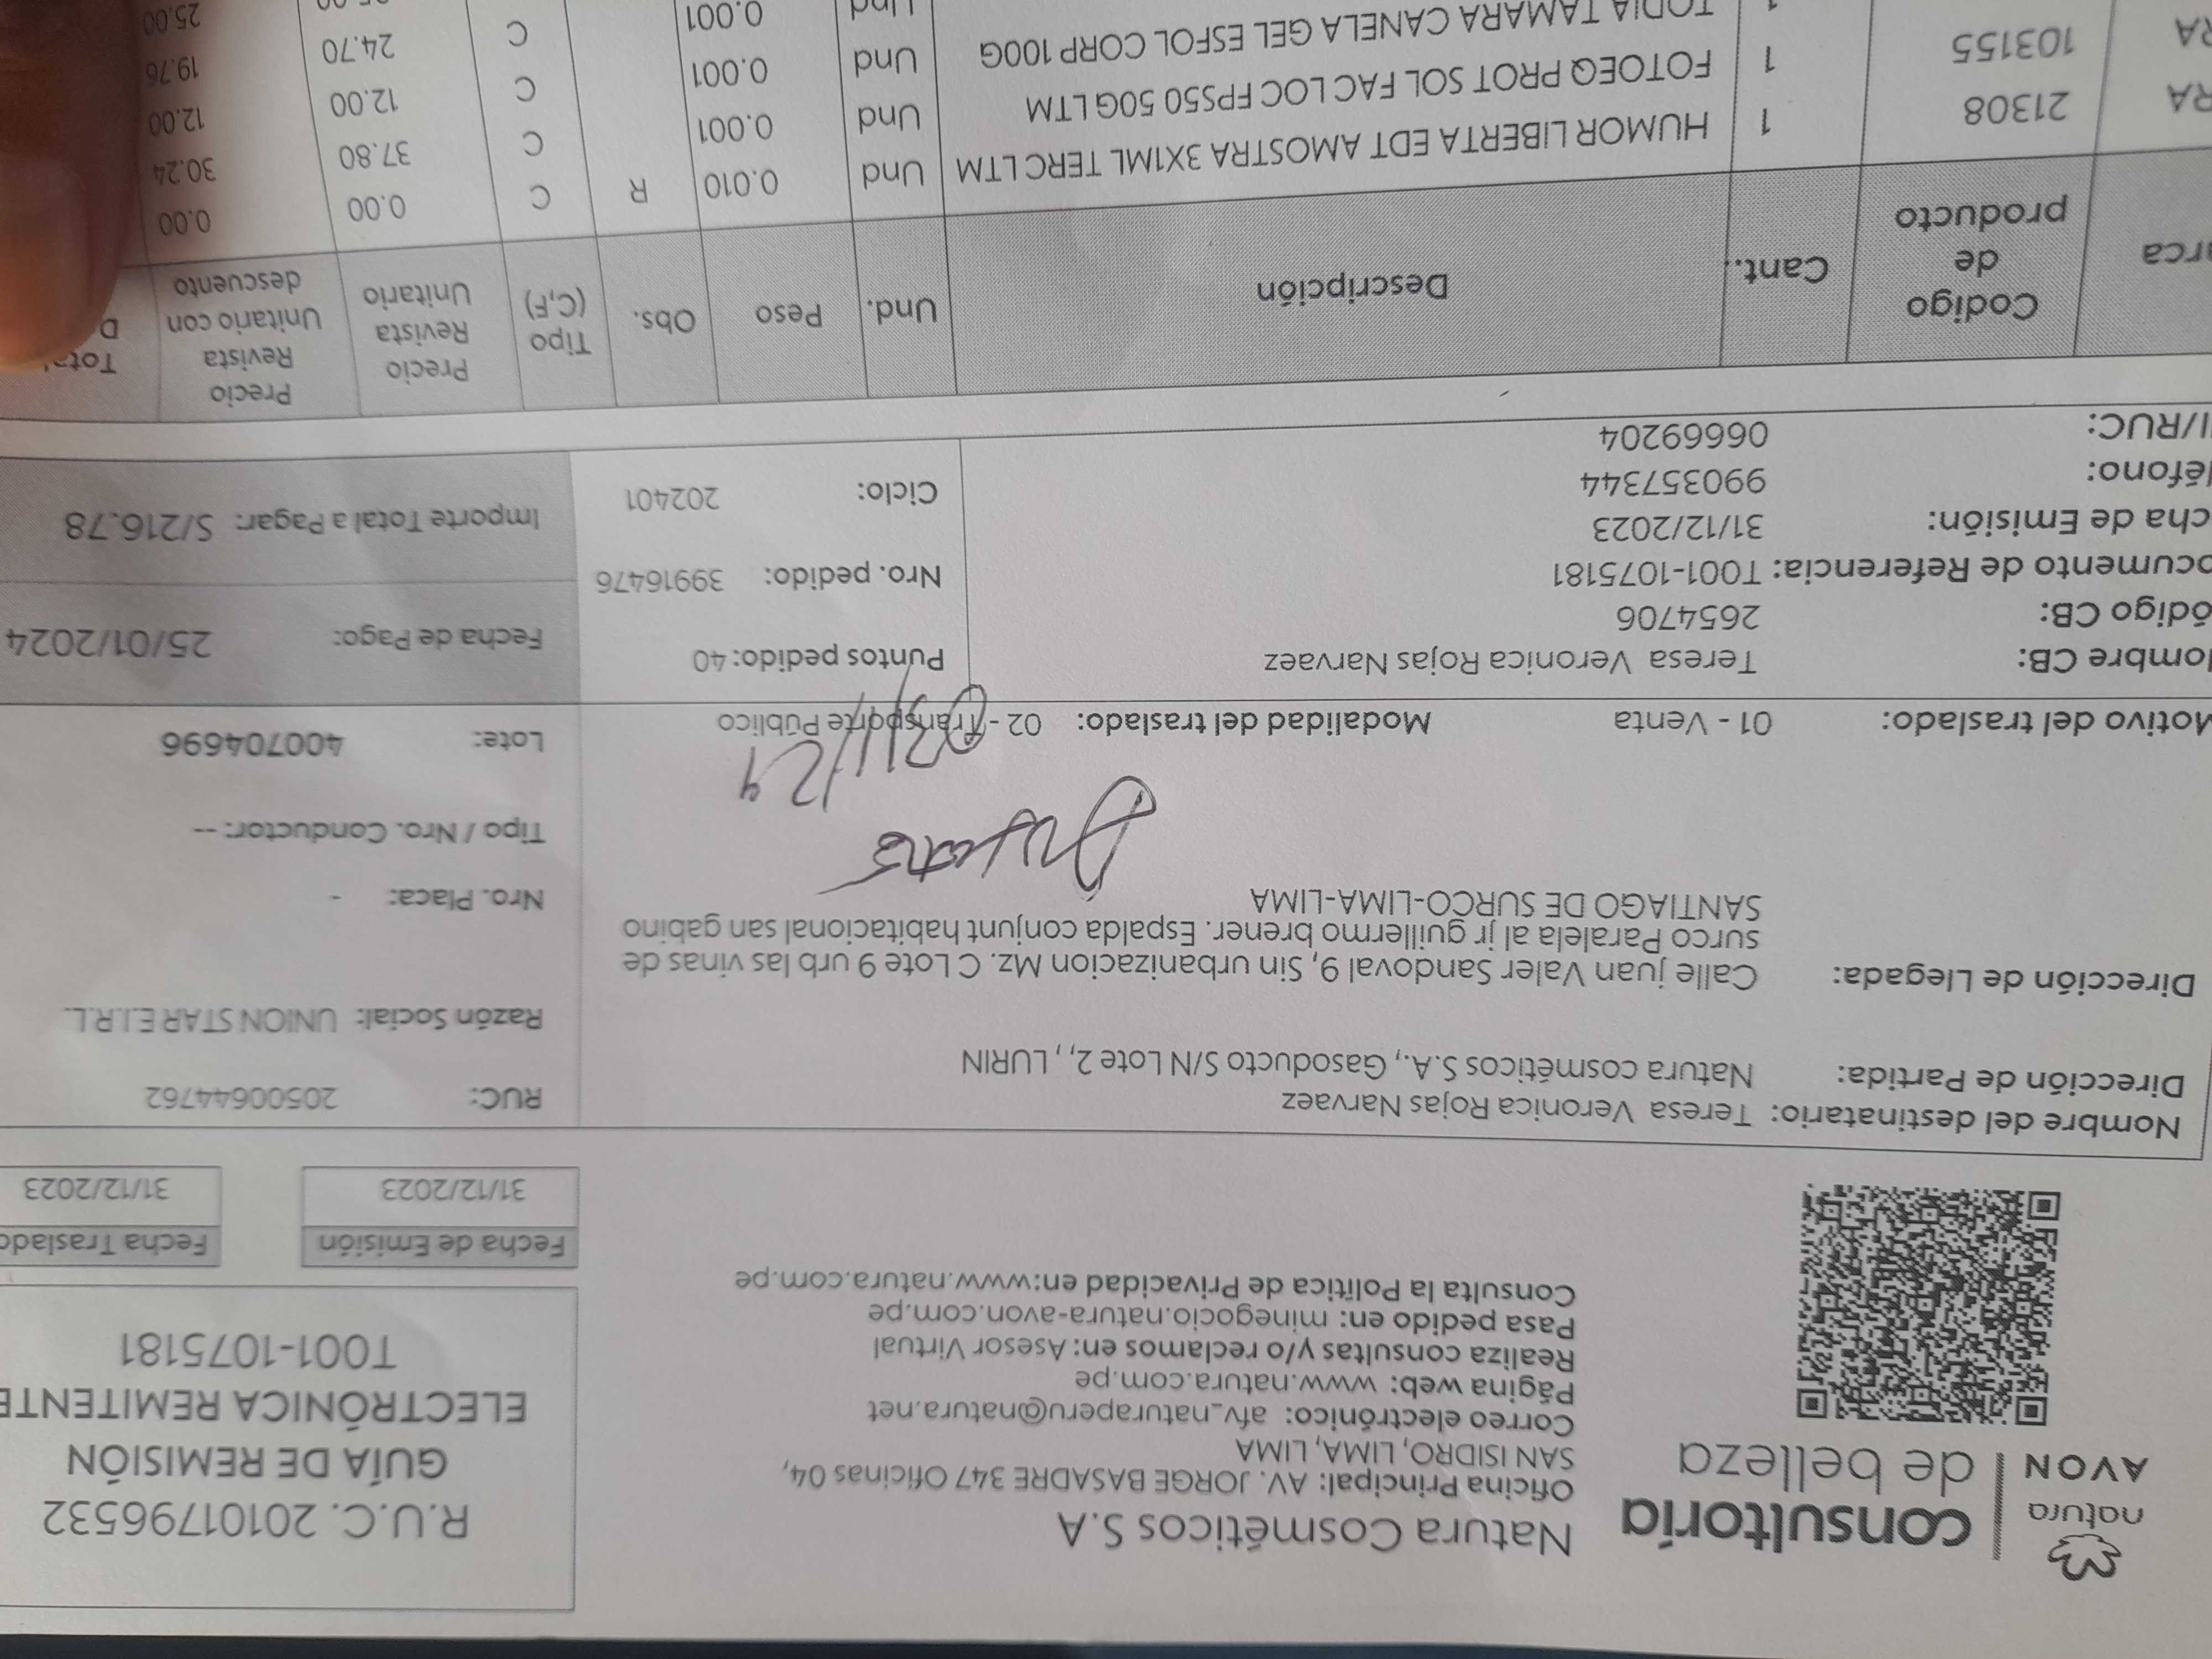 natura
AVON
consultoría
de belleza
Natura Cosméticos S.A
Oficina Principal: AV. JORGE BASADRE 347 Oficinas 04,
SAN ISIDRO, LIMA, LIMA
Correo electrónico: afv_naturaperu@natura.net
Página web: www.natura.com.pe
Realiza consultas y/o reclamos en: Asesor Virtual
Pasa pedido en: minegocio.natura-avon.com.pe
Consulta la Política de Privacidad en:www.natura.com.pe
R.U.C. 20101796532
GUÍA DE REMISIÓN
ELECTRÓNICA REMITENTE
T001-1075181
Fecha de Emisión
31/12/2023
Fecha Traslado
31/12/2023
Nombre del destinatario: Teresa Veronica Rojas Narvaez
Dirección de Partida: Natura cosméticos S.A., Gasoducto S/N Lote 2, , LURIN
Dirección de Llegada: Calle juan Valer Sandoval 9, Sin urbanizacion Mz. C Lote 9 urb las vinas de
surco Paralela al jr guillermo brener. Espalda conjunt habitacional san gabino
SANTIAGO DE SURCO-LIMA-LIMA
RUC: 20500644762
Razón Social: UNION STAR E.I.R.L.
Nro. Placa: -
Tipo / Nro. Conductor: --
Lote: 400704696
Motivo del traslado: 01 - Venta Modalidad del traslado: 02 - Transporte Público
Nombre CB: Teresa Veronica Rojas Narvaez
Código CB: 2654706
Documento de Referencia: T001-1075181
cha de Emisión: 31/12/2023
léfono: 990357344
I/RUC: 06669204
Puntos pedido: 40
Nro. pedido: 39916476
Ciclo: 202401
Fecha de Pago: 25/01/2024
Importe Total a Pagar: S/216.78
arca Codigo de producto Cant.. Descripción Und. Peso Obs. Tipo (C,F) Precio Revista Unitario Precio Revista Unitario con descuento Total
RA 21308 1 HUMOR LIBERTA EDT AMOSTRA 3X1ML TERC LTM Und 0.010 R C 0.00 0.00
RA 103155 1 FOTOEQ PROT SOL FAC LOC FPS50 50G LTM Und 0.001 C 37.80 30.24
1 TODIA TAMARA CANELA GEL ESFOL CORP 100G Und 0.001 C 12.00 12.00
Und 0.001 C 24.70 19.76
25.00